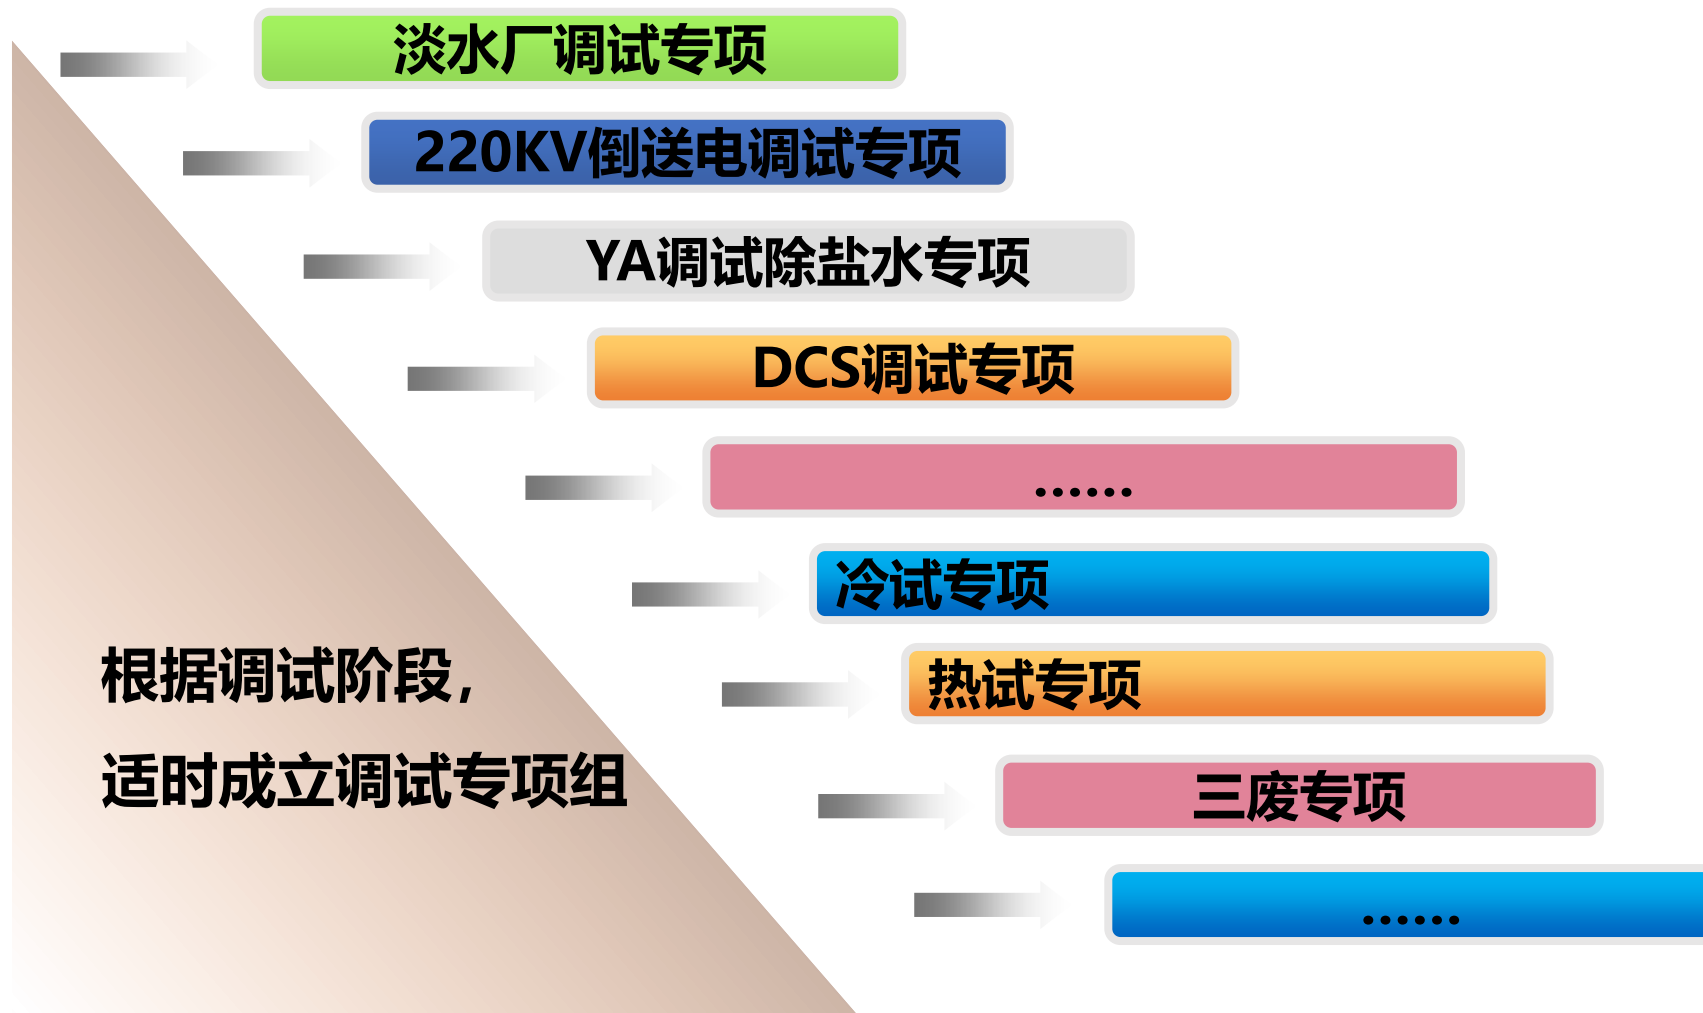 淡水厂调试专项
220KV倒送电调试专项
YA调试除盐水专项
DCS调试专项
……
冷试专项
热试专项
三废专项
……
根据调试阶段，
适时成立调试专项组